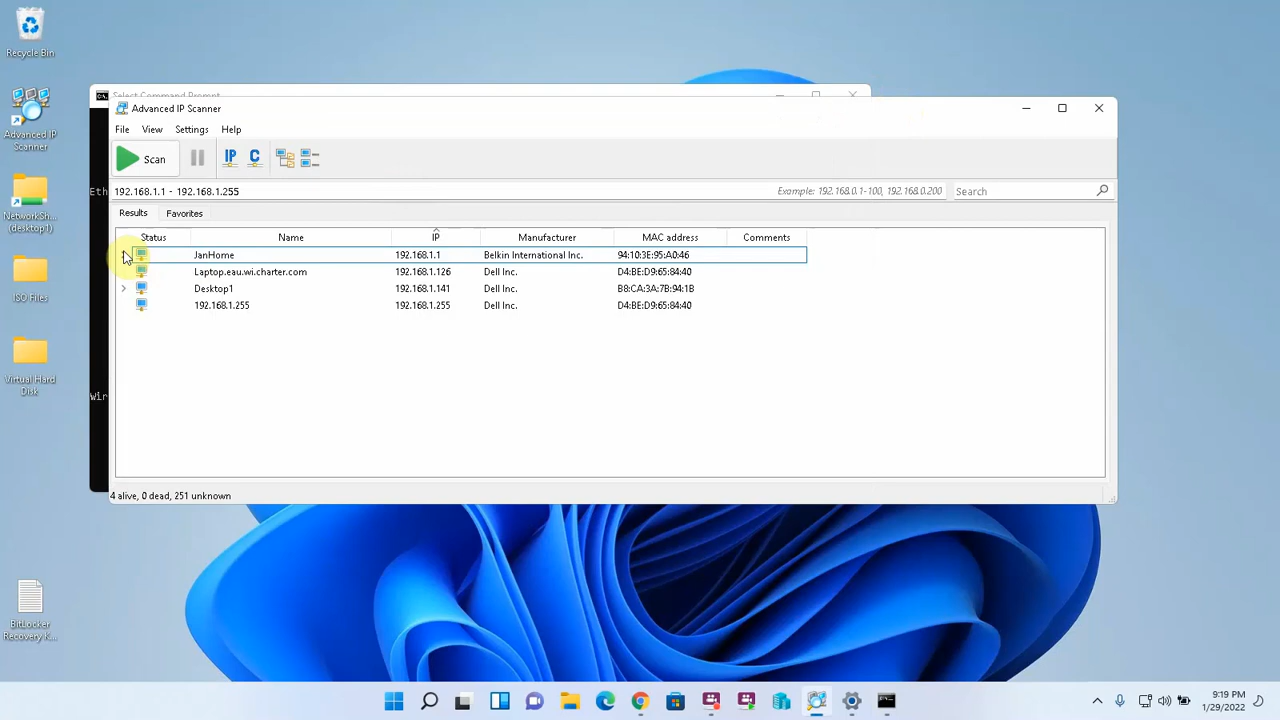 Recycle Bin
Advanced IP
Scanner
NetworkSh...
(desktop1)
ISO Files
Virtual Hard
Disk
BitLocker
Recovery K...
Select Command Prompt
Eth
Wir
Advanced IP Scanner
File View Settings Help
Scan IP C
192.168.1.1 - 192.168.1.255 Example: 192.168.0.1-100, 192.168.0.200 Search
Results Favorites
Status Name IP Manufacturer MAC address Comments
JanHome 192.168.1.1 Belkin International Inc. 94:10:3E:95:A0:46
Laptop.eau.wi.charter.com 192.168.1.126 Dell Inc. D4:BE:D9:65:84:40
Desktop1 192.168.1.141 Dell Inc. B8:CA:3A:7B:94:1B
192.168.1.255 192.168.1.255 Dell Inc. D4:BE:D9:65:84:40
4 alive, 0 dead, 251 unknown
9:19 PM
1/29/2022